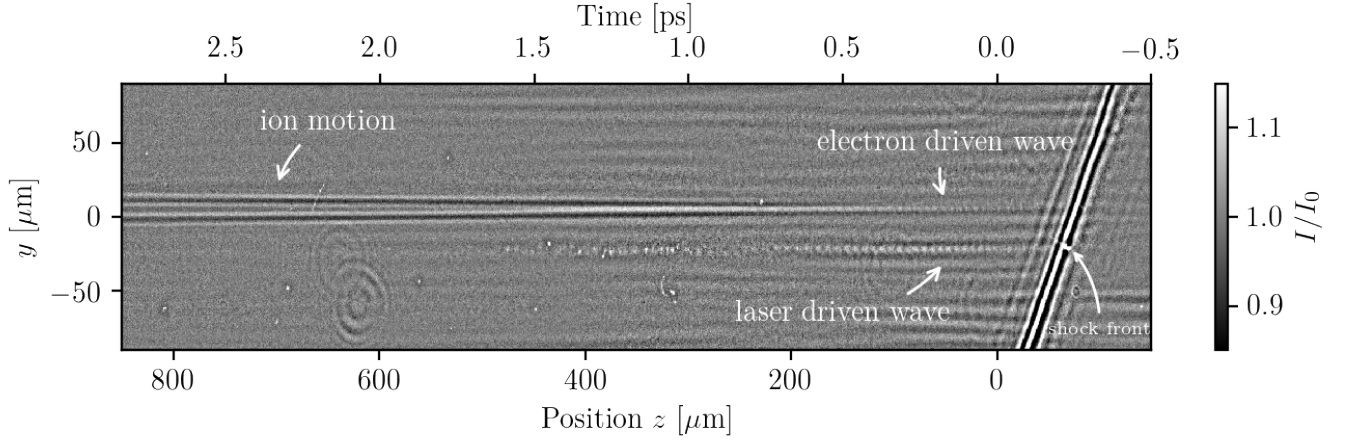 Time [ps]
2.5 2.0 1.5 1.0 0.5 0.0 −0.5
ion motion
electron driven wave
laser driven wave
shock front
y [μm]
50
0
−50
800 600 400 200 0
Position z [μm]
1.1
1.0
0.9
I/I₀